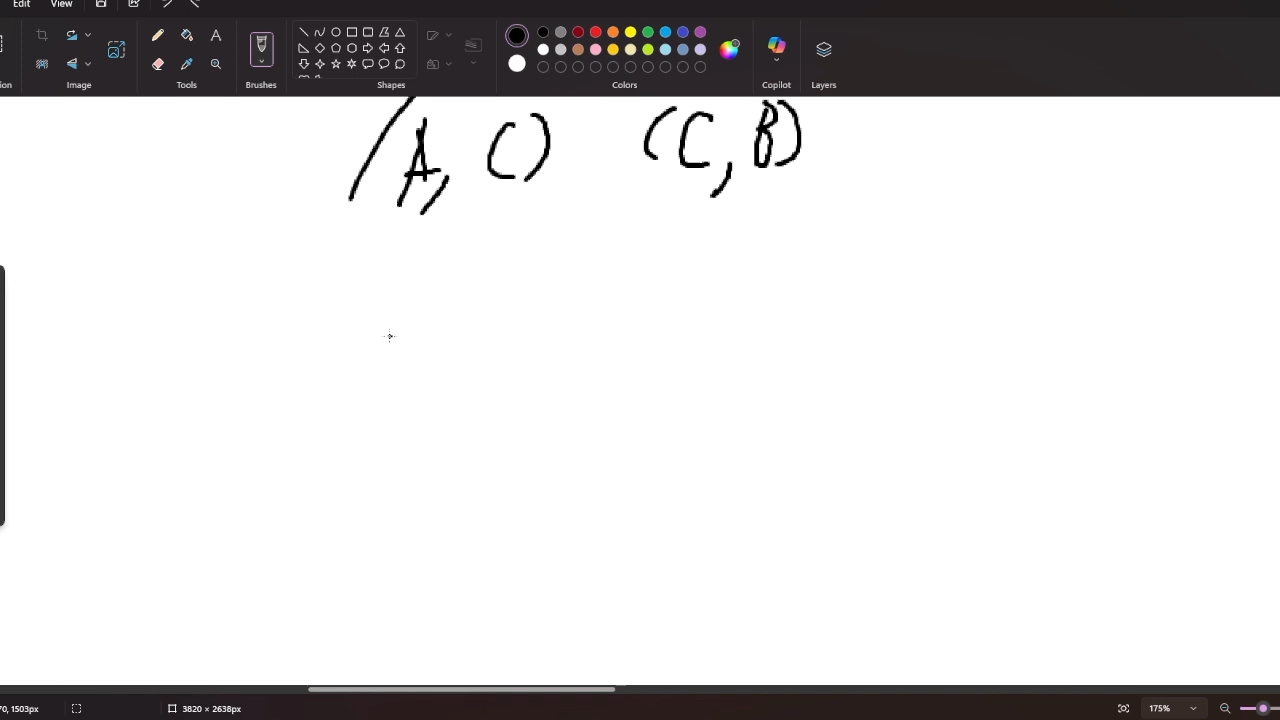 Edit View
Image Tools Brushes Shapes Colors Copilot Layers
(A, C) (C, B)
3820 × 2638px 175%